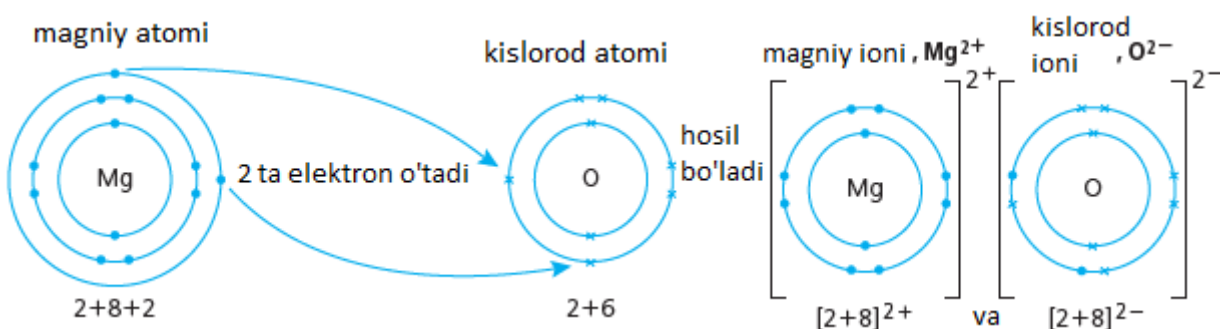 magniy atomi
kislorod atomi
magniy ioni , Mg²⁺
kislorod
ioni , O²⁻
Mg
2 ta elektron o'tadi
O
hosil
bo'ladi
Mg
2+
O
2−
2+8+2
2+6
[2+8]²⁺
va
[2+8]²⁻